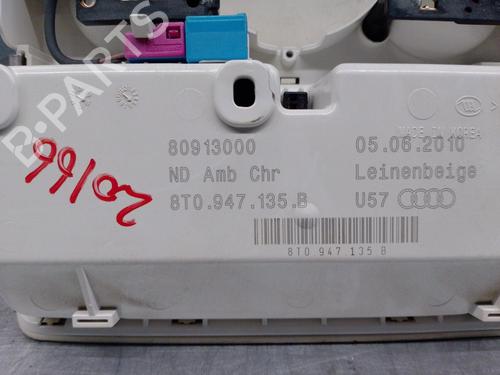 B-PARTS
MADE IN KOREA
80913000
05.06.2010
ND Amb Chr
Leinenbeige
8T0.947.135.B
U57
8T0 947 135 B
20166